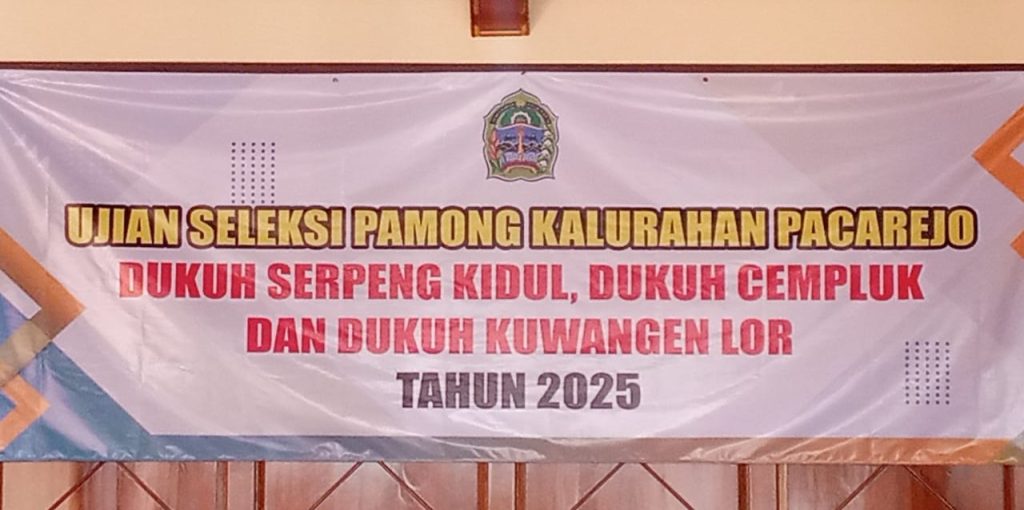 UJIAN SELEKSI PAMONG KALURAHAN PACAREJO
DUKUH SERPENG KIDUL, DUKUH CEMPLUK
DAN DUKUH KUWANGEN LOR
TAHUN 2025